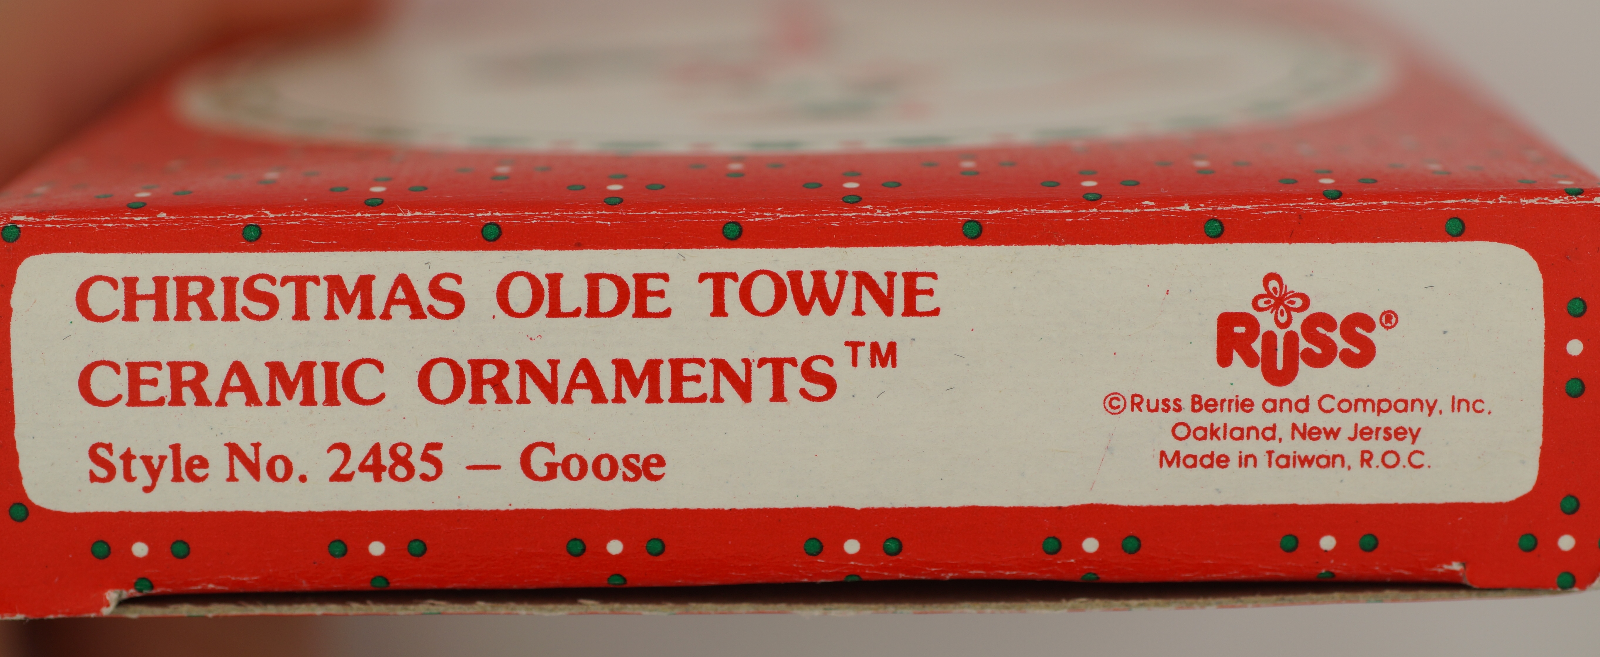 CHRISTMAS OLDE TOWNE
CERAMIC ORNAMENTS™
Style No. 2485 – Goose
RUSS®
©Russ Berrie and Company, Inc.
Oakland, New Jersey
Made in Taiwan, R.O.C.